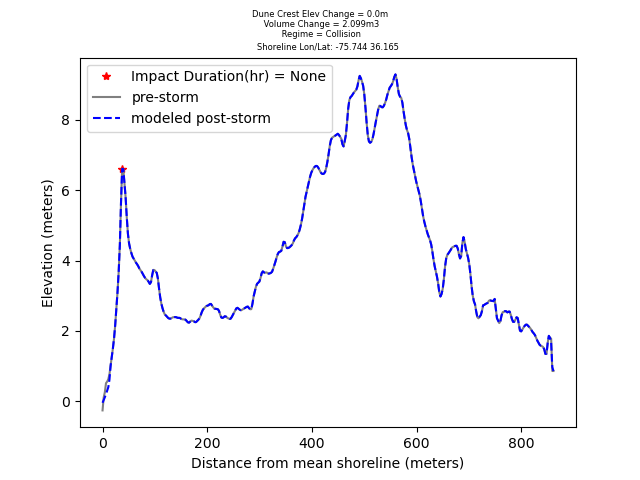 Dune Crest Elev Change = 0.0m
Volume Change = 2.099m3
Regime = Collision
Shoreline Lon/Lat: -75.744 36.165
Impact Duration(hr) = None
pre-storm
modeled post-storm
Elevation (meters)
8
6
4
2
0
0 200 400 600 800
Distance from mean shoreline (meters)